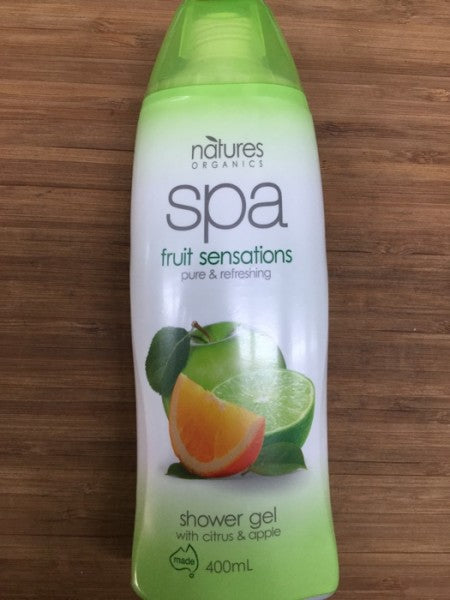 natures
ORGANICS
spa
fruit sensations
pure & refreshing
shower gel
with citrus & apple
made
400mL